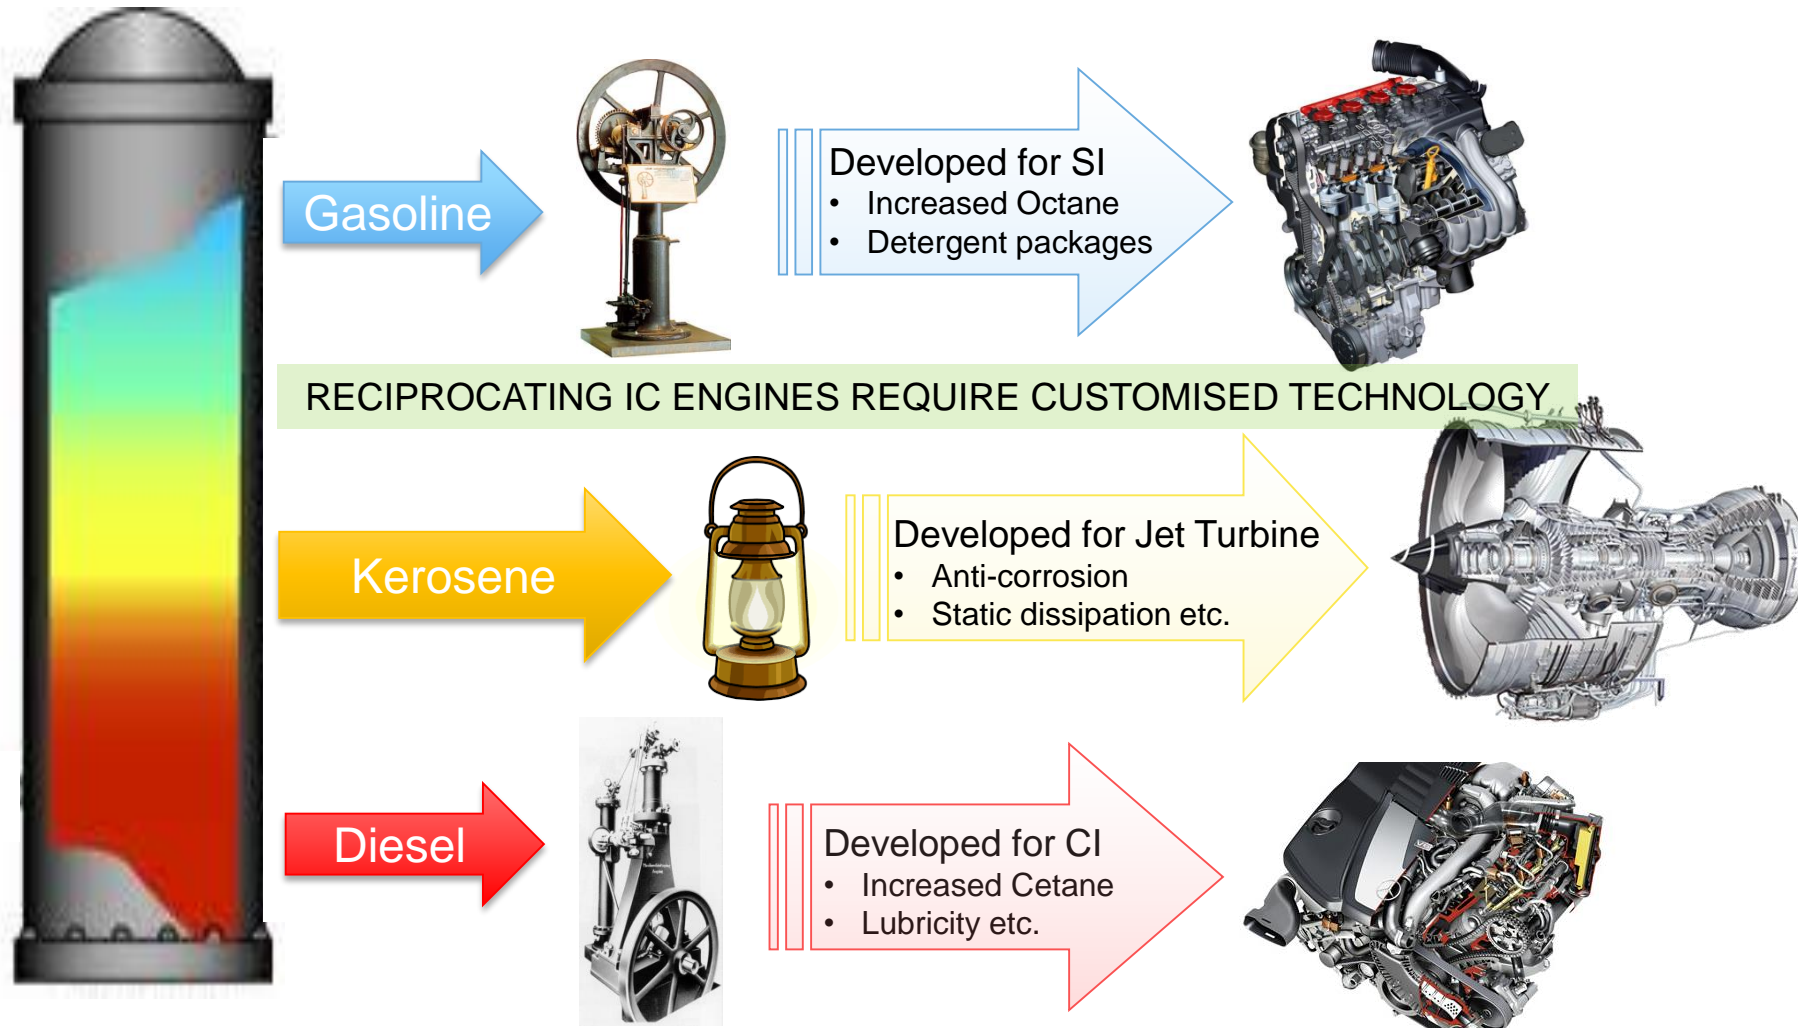 Gasoline
Developed for SI
• Increased Octane
• Detergent packages
RECIPROCATING IC ENGINES REQUIRE CUSTOMISED TECHNOLOGY
Kerosene
Developed for Jet Turbine
• Anti-corrosion
• Static dissipation etc.
Diesel
Developed for CI
• Increased Cetane
• Lubricity etc.
V6